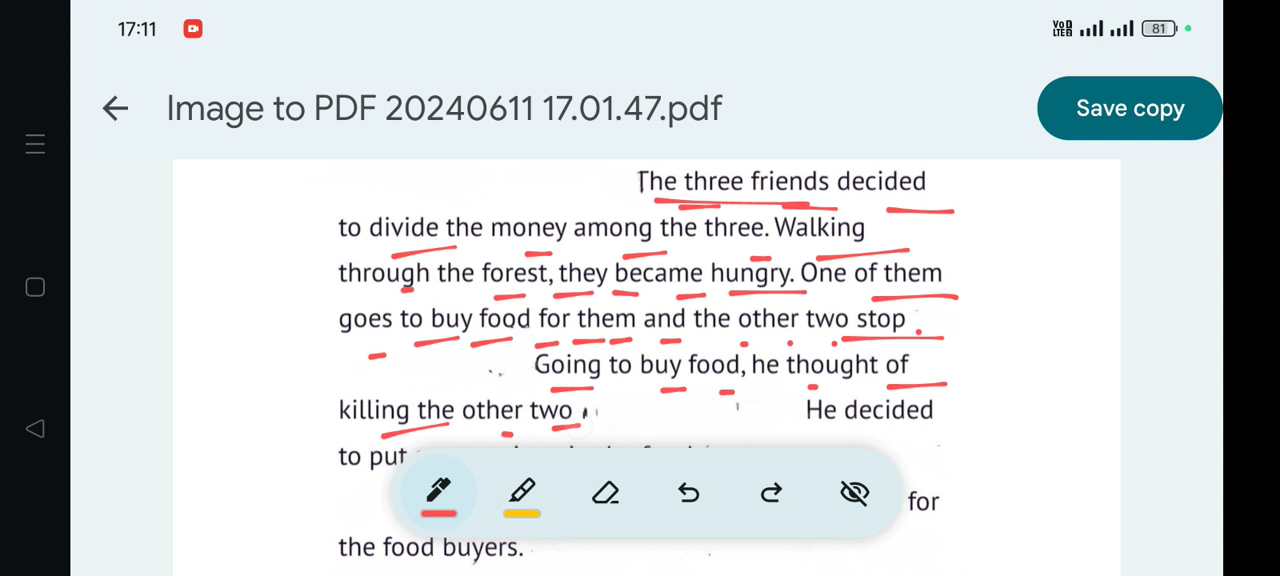 17:11
VoD LTED 81
Image to PDF 20240611 17.01.47.pdf
Save copy
The three friends decided
to divide the money among the three. Walking
through the forest, they became hungry. One of them
goes to buy food for them and the other two stop
Going to buy food, he thought of
killing the other two
He decided
to put
for
the food buyers.